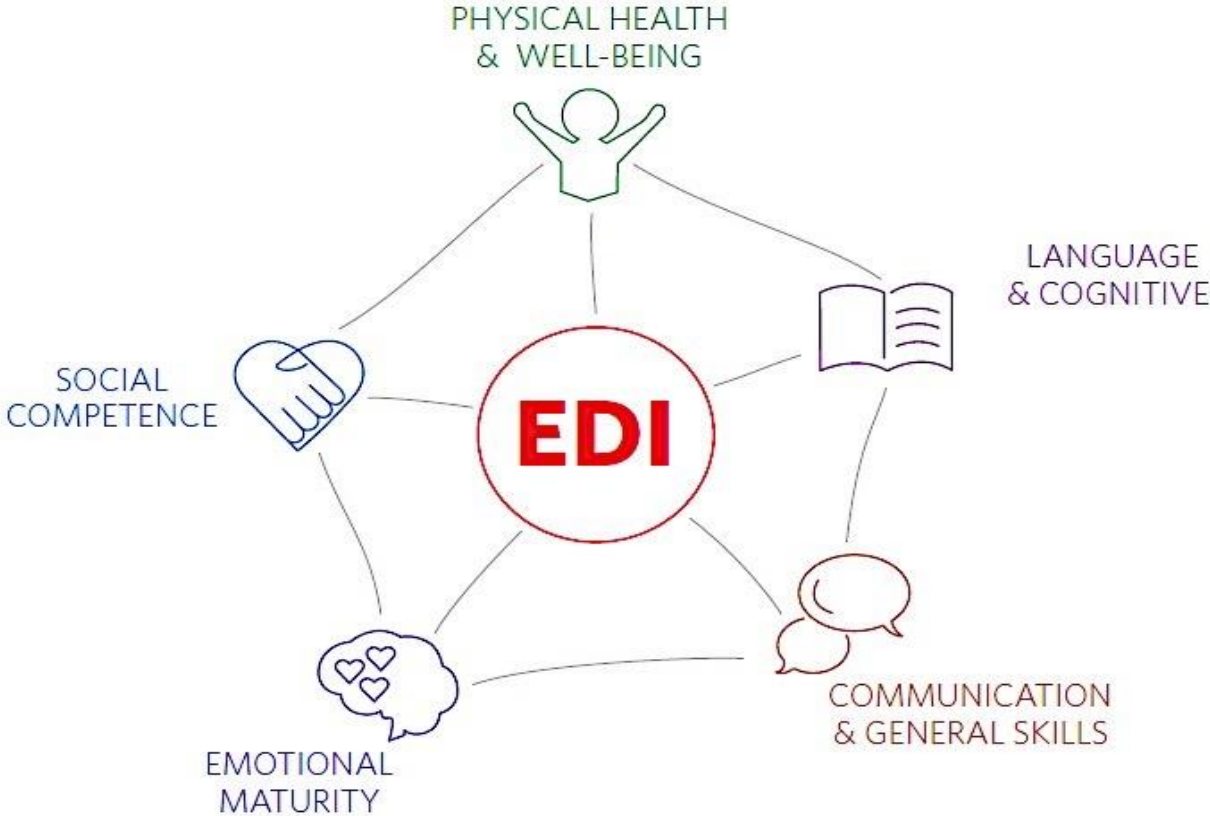 PHYSICAL HEALTH
& WELL-BEING
LANGUAGE
& COGNITIVE
SOCIAL
COMPETENCE
EDI
COMMUNICATION
& GENERAL SKILLS
EMOTIONAL
MATURITY